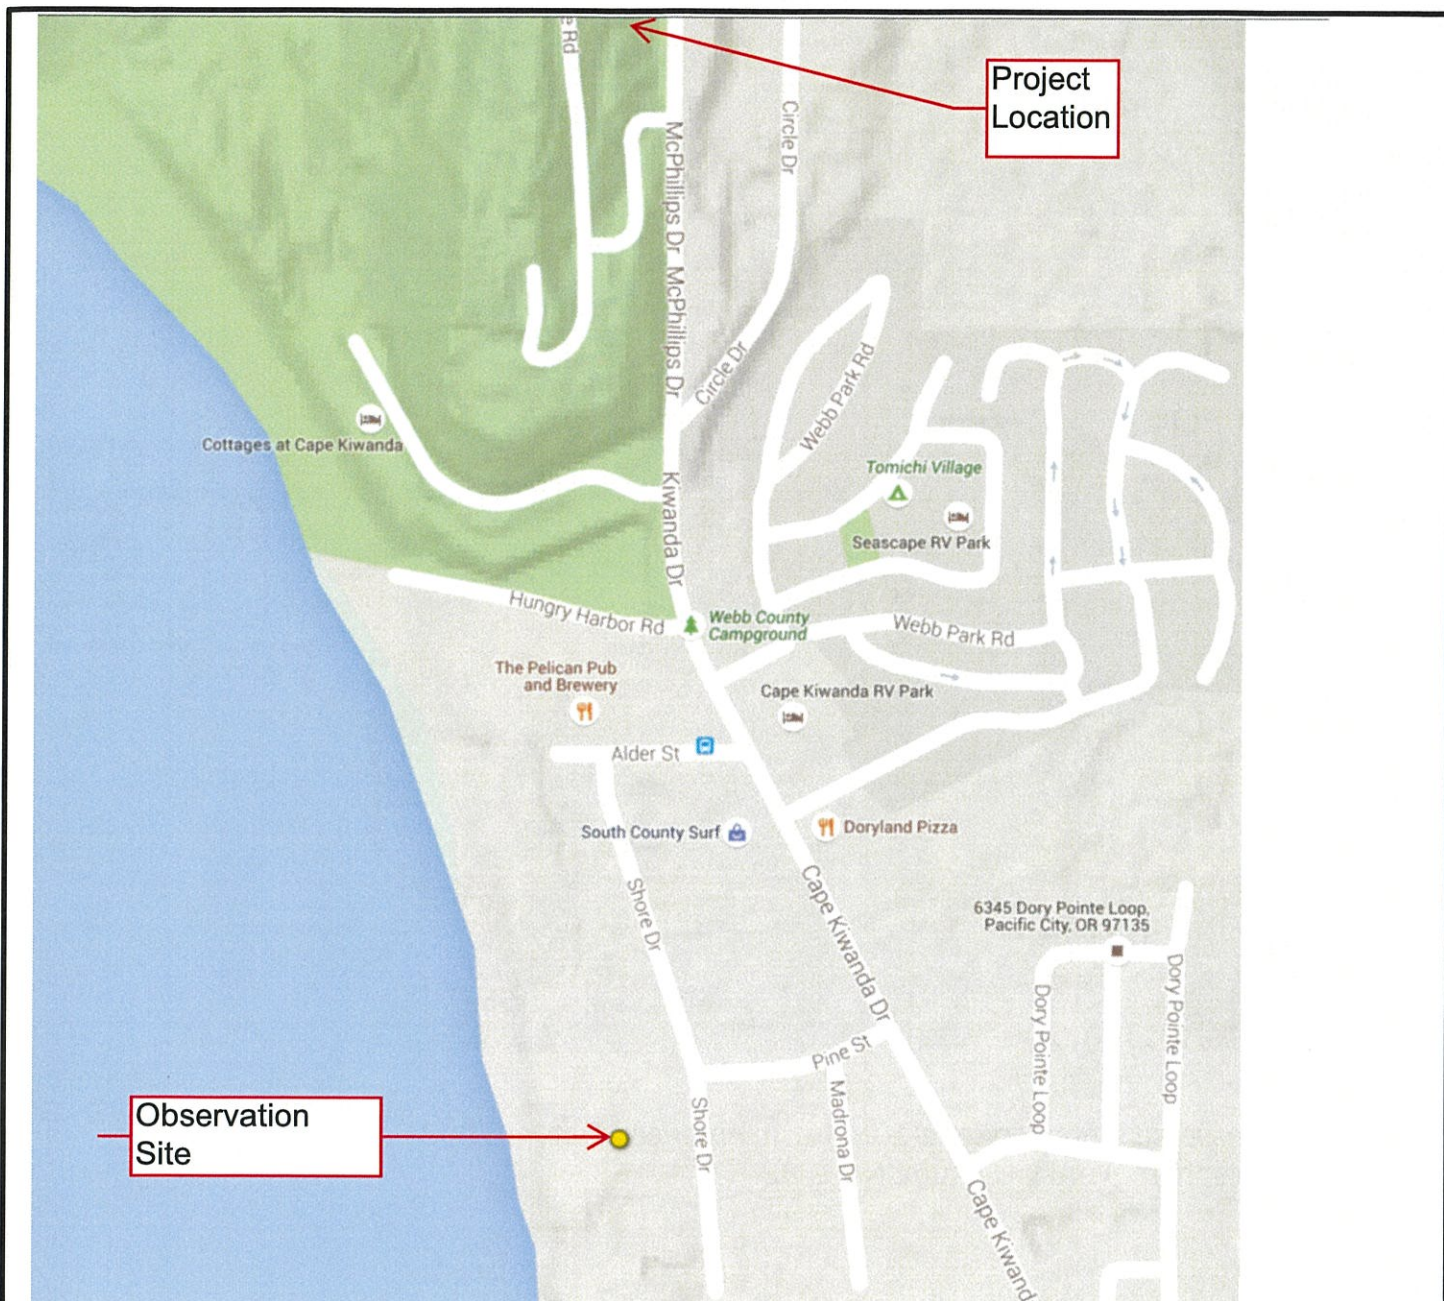 e Rd
Project
Location
Circle Dr
McPhillips Dr
McPhillips Dr
Circle Dr
Webb Park Rd
Cottages at Cape Kiwanda
Tomichi Village
Kiwanda Dr
Seascape RV Park
Hungry Harbor Rd
Webb County
Campground
Webb Park Rd
The Pelican Pub
and Brewery
Cape Kiwanda RV Park
Alder St
South County Surf
Doryland Pizza
Shore Dr
Cape Kiwanda Dr
6345 Dory Pointe Loop,
Pacific City, OR 97135
Dory Pointe Loop
Dory Pointe Loop
Pine St
Observation
Site
Shore Dr
Madrona Dr
Cape Kiwand